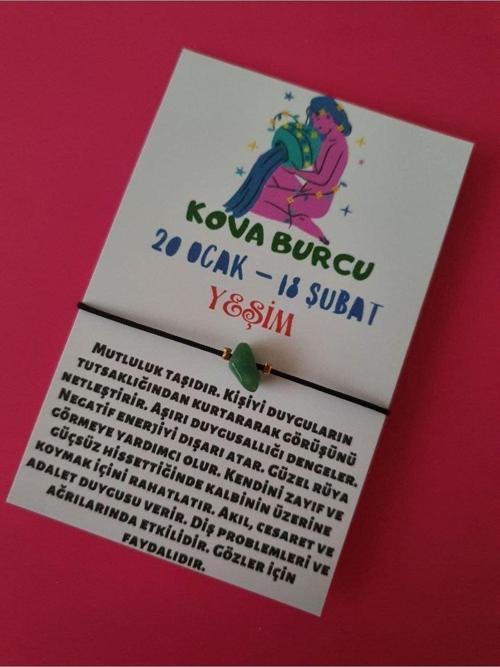 KOVA BURCU
20 OCAK – 18 ŞUBAT
YEŞİM
MUTLULUK TAŞIDIR. KİŞİYİ DUYGULARIN
TUTSAKLIĞINDAN KURTARARAK GÖRÜŞÜNÜ
NETLEŞTİRİR. AŞIRI DUYGUSALLIĞI DENGELER.
NEGATİF ENERJİYİ DIŞARI ATAR. GÜZEL RÜYA
GÖRMEYE YARDIMCI OLUR. KENDİNİ ZAYIF VE
GÜÇSÜZ HİSSETTİĞİNDE KALBİNİN ÜZERİNE
KOYMAK İÇİNİ RAHATLATIR. AKIL, CESARET VE
ADALET DUYGUSU VERİR. DİŞ PROBLEMLERİ VE
AĞRILARINDA ETKİLİDİR. GÖZLER İÇİN
FAYDALIDIR.